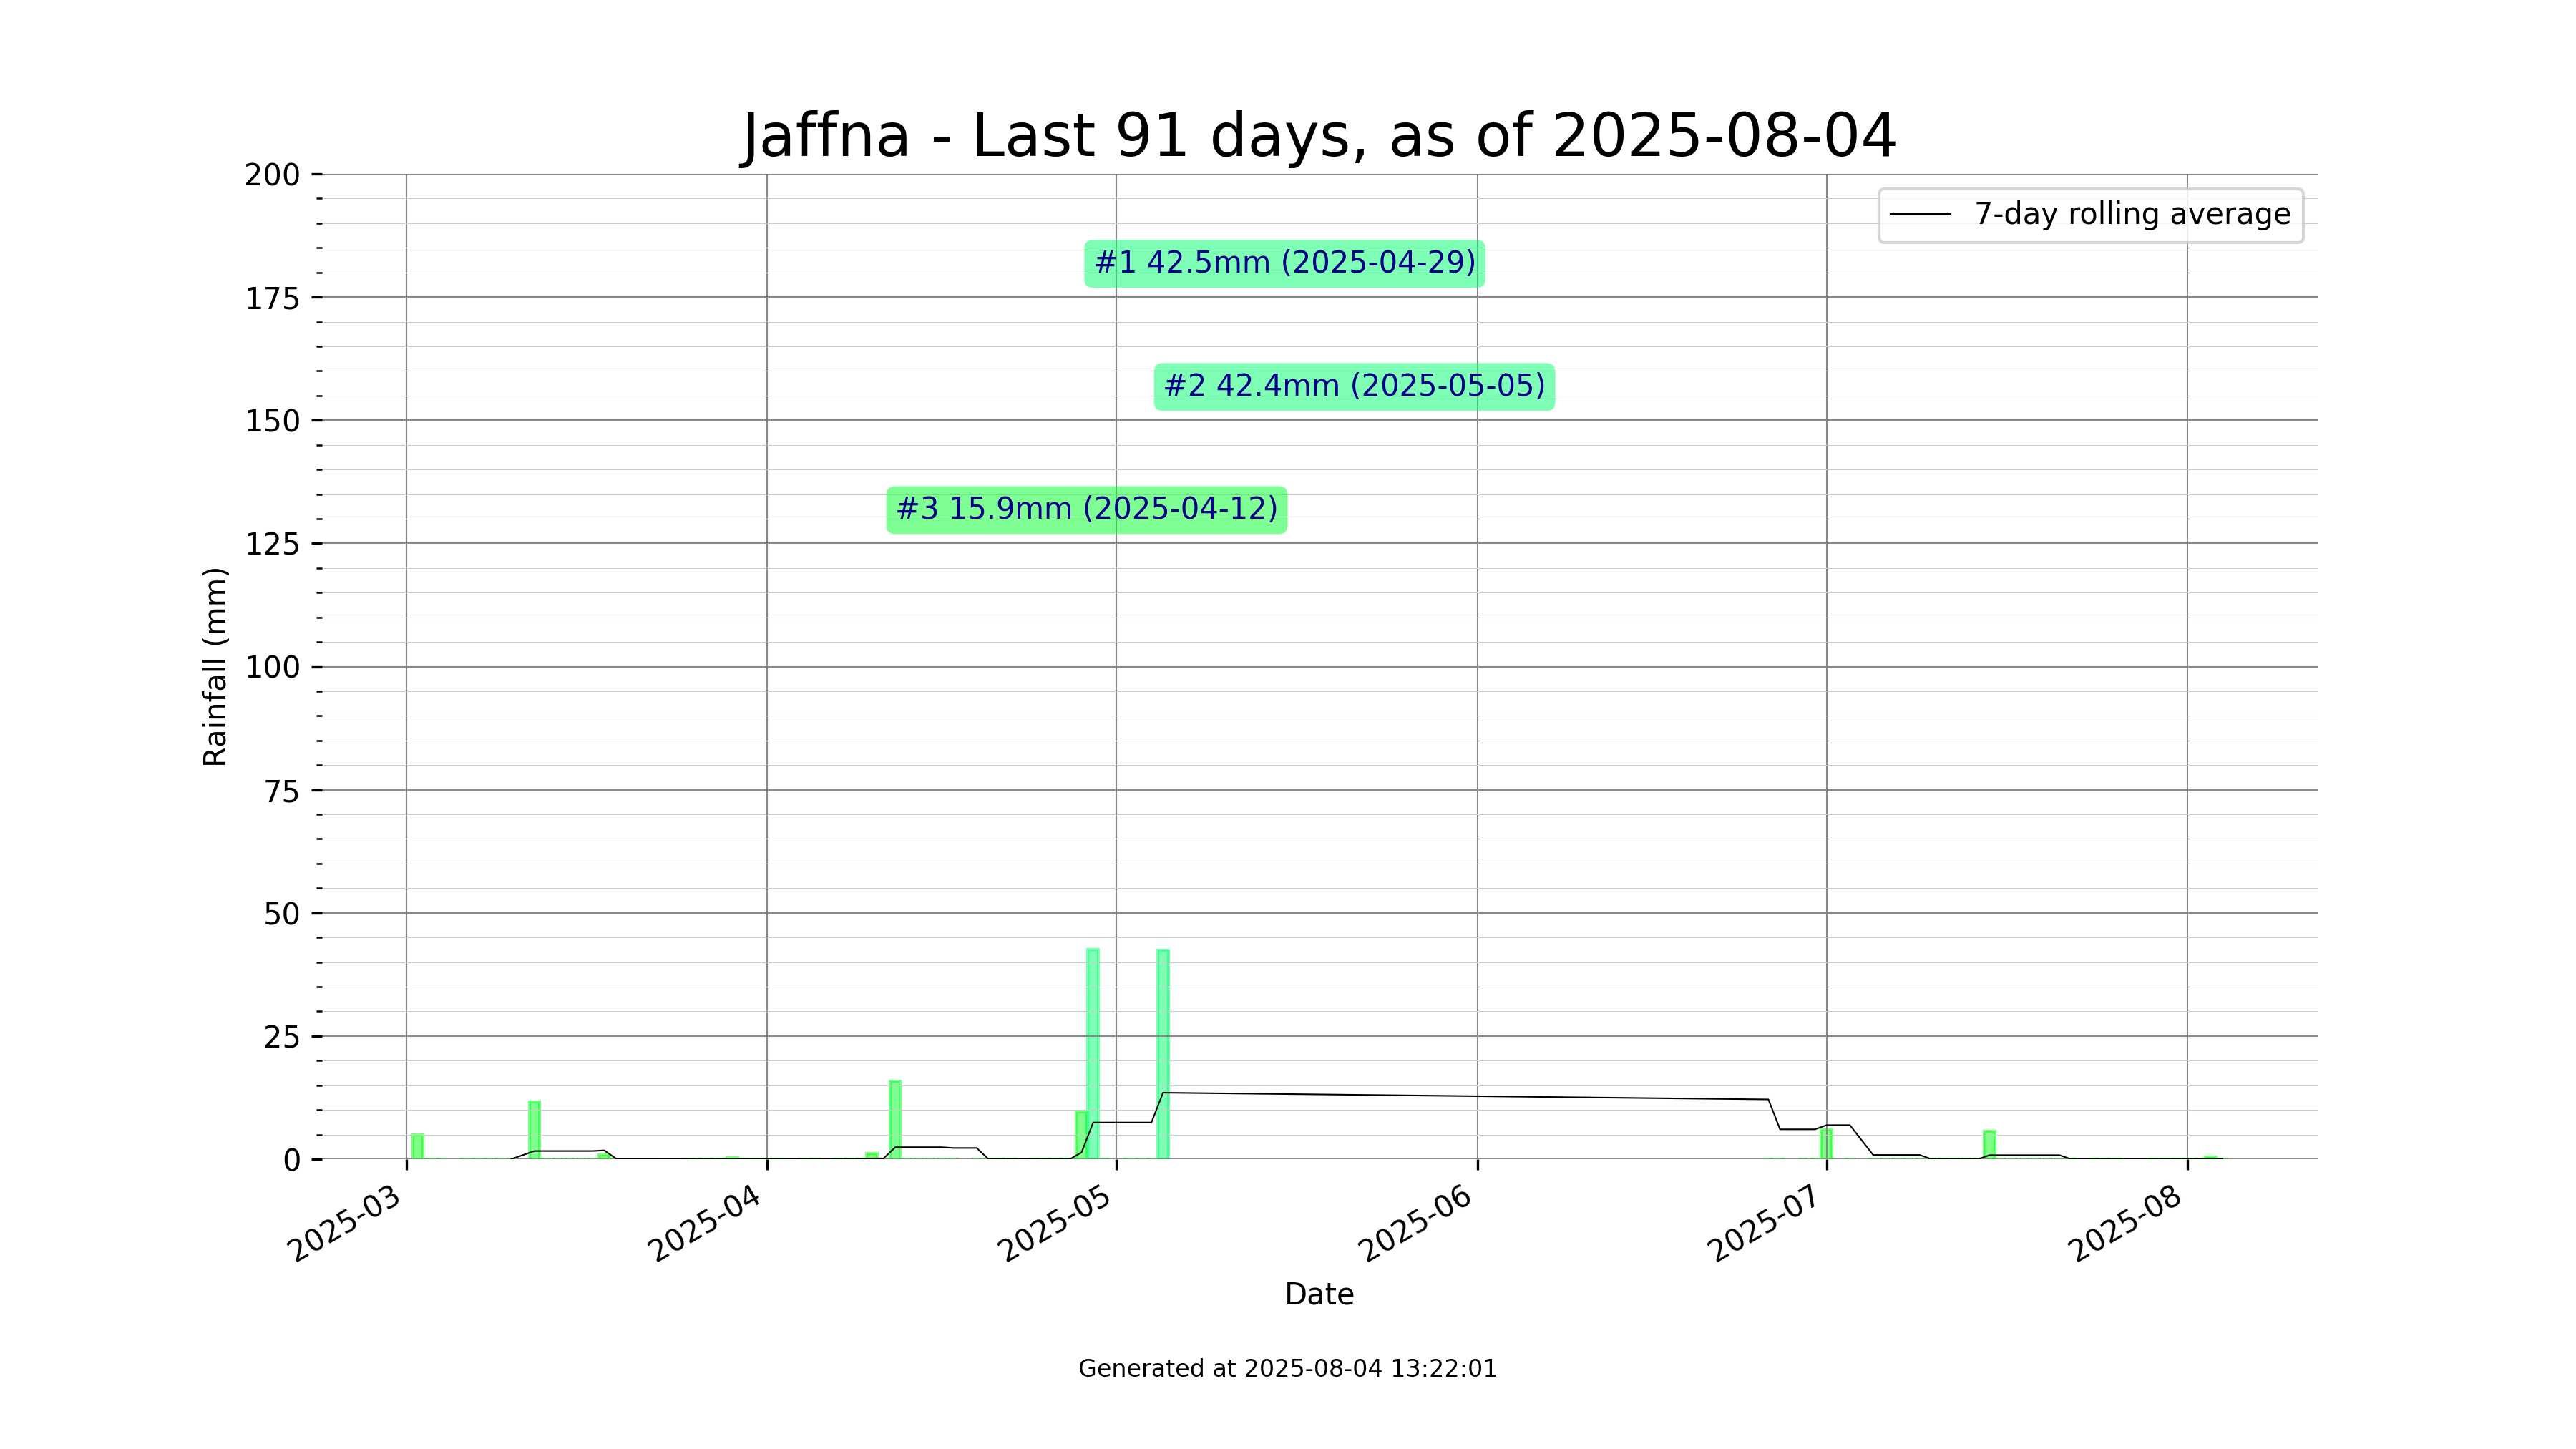 Jaffna - Last 91 days, as of 2025-08-04
7-day rolling average
#1 42.5mm (2025-04-29)
#2 42.4mm (2025-05-05)
#3 15.9mm (2025-04-12)
Rainfall (mm)
200
175
150
125
100
75
50
25
0
2025-03
2025-04
2025-05
2025-06
2025-07
2025-08
Date
Generated at 2025-08-04 13:22:01